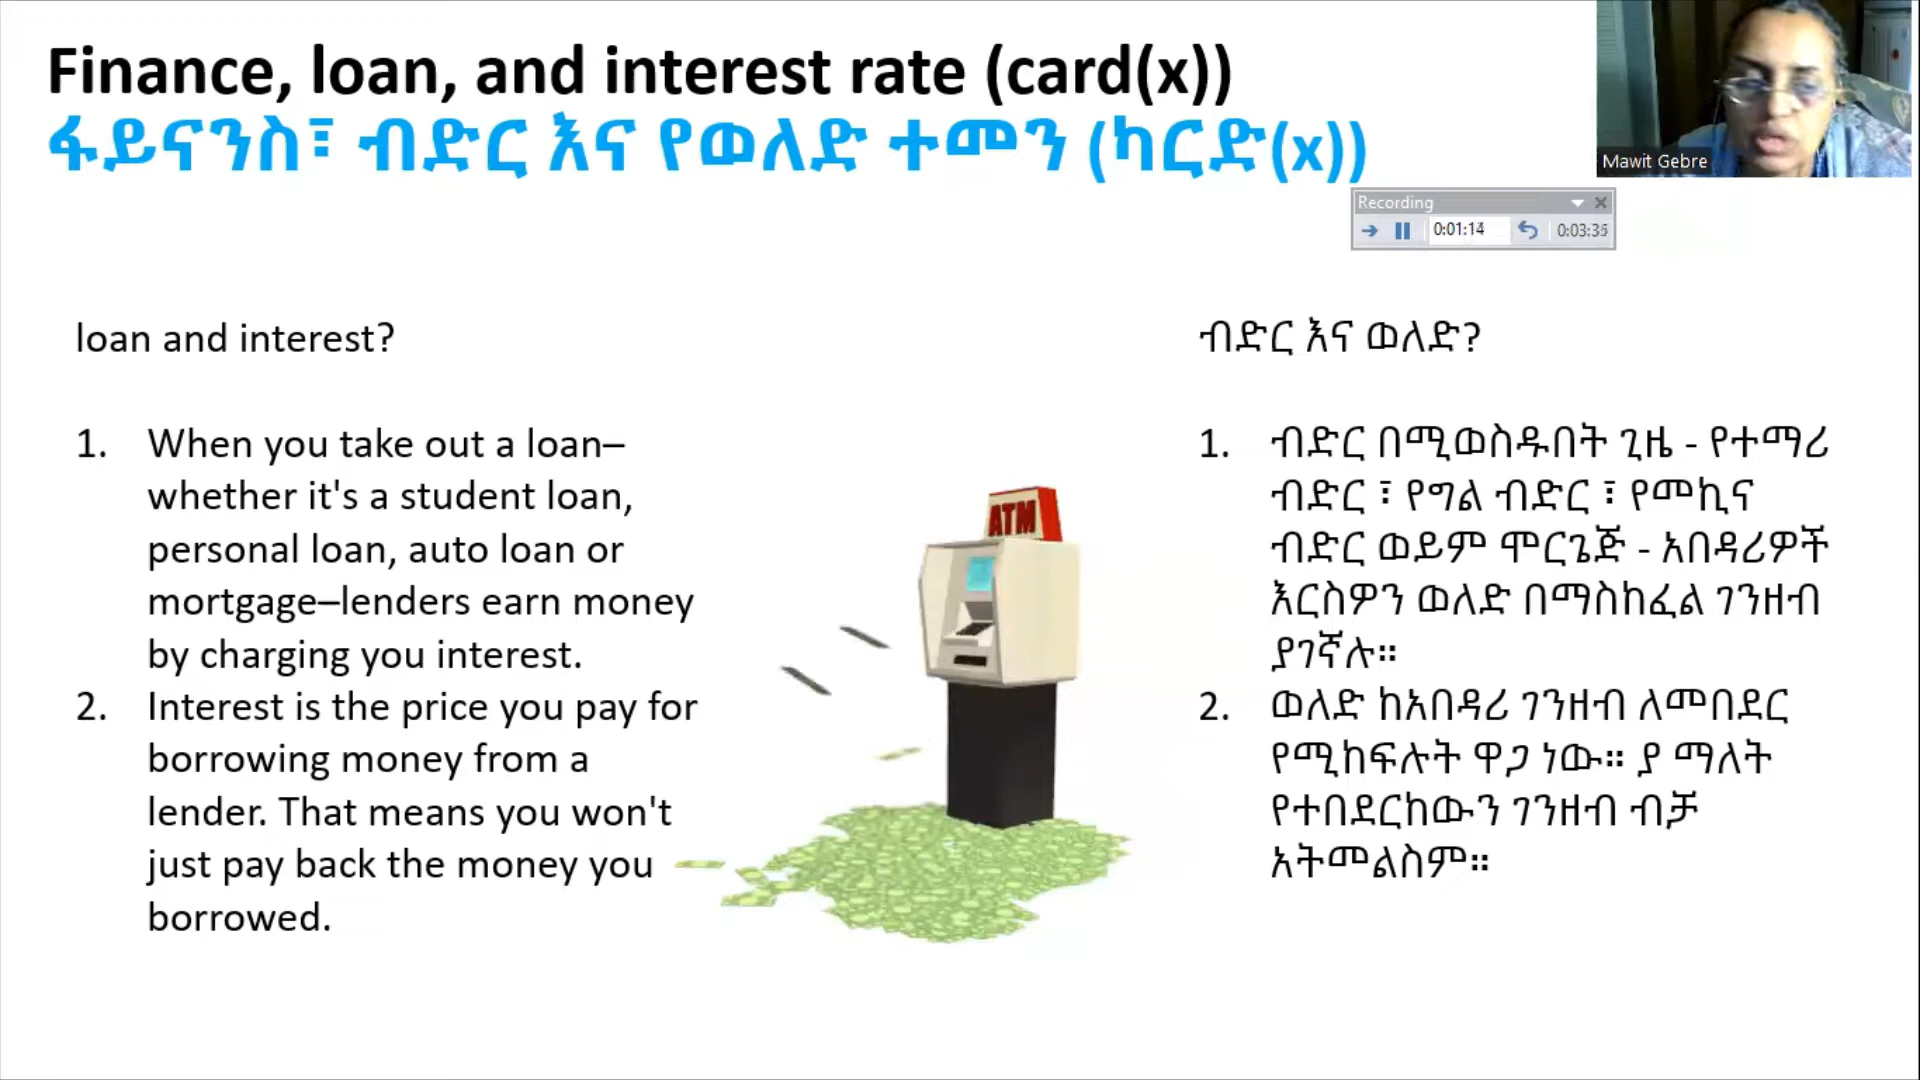 Finance, loan, and interest rate (card(x))
ፋይናንስ፣ ብድር እና የወለድ ተመን (ካርድ(x))
Mawit Gebre
Recording
0:01:14
0:03:35
loan and interest?
1. When you take out a loan–
whether it's a student loan,
personal loan, auto loan or
mortgage–lenders earn money
by charging you interest.
2. Interest is the price you pay for
borrowing money from a
lender. That means you won't
just pay back the money you
borrowed.
ATM
ብድር እና ወለድ?
1. ብድር በሚወስዱበት ጊዜ - የተማሪ
ብድር ፣ የግል ብድር ፣ የመኪና
ብድር ወይም ሞርጌጅ - አበዳሪዎች
እርስዎን ወለድ በማስከፈል ገንዘብ
ያገኛሉ።
2. ወለድ ከአበዳሪ ገንዘብ ለመበደር
የሚከፍሉት ዋጋ ነው። ያ ማለት
የተበደርከውን ገንዘብ ብቻ
አትመልስም።